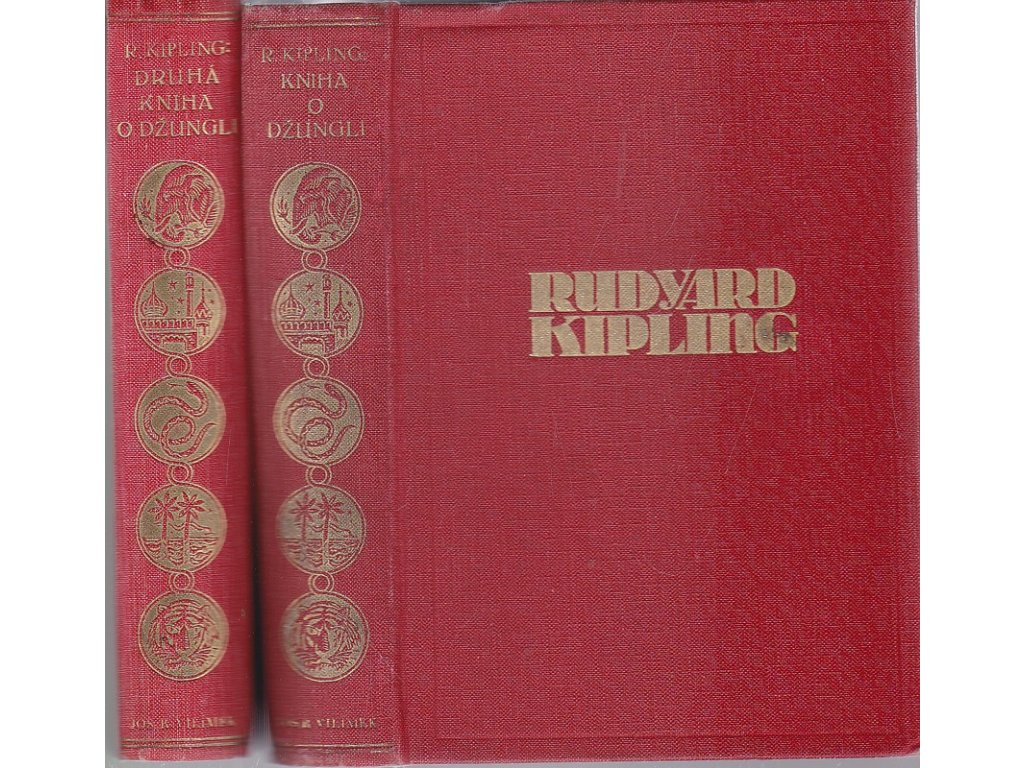 R. KIPLING:
DRUHÁ
KNIHA
O DŽUNGLI
JOS. R. VILÍMEK
R. KIPLING:
KNIHA
O
DŽUNGLI
JOS. R. VILÍMEK
RUDYARD
KIPLING